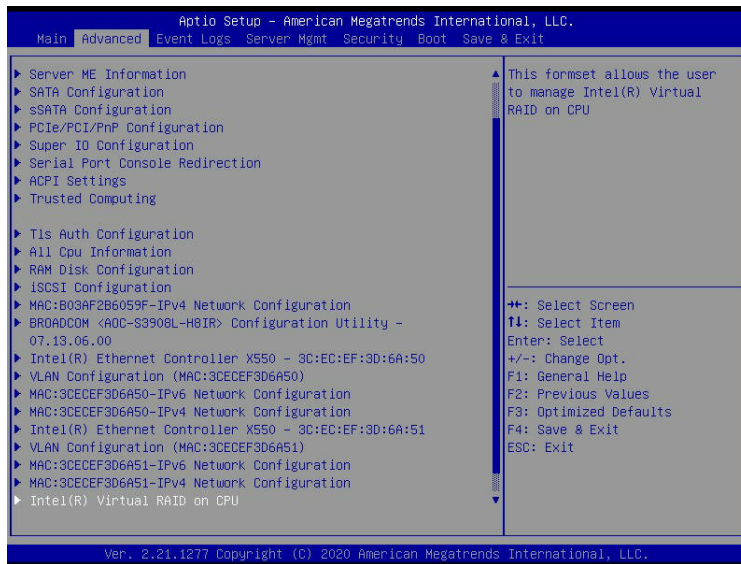 Aptio Setup – American Megatrends International, LLC.
Main Advanced Event Logs Server Mgmt Security Boot Save & Exit
▶ Server ME Information
▶ SATA Configuration
▶ sSATA Configuration
▶ PCIe/PCI/PnP Configuration
▶ Super IO Configuration
▶ Serial Port Console Redirection
▶ ACPI Settings
▶ Trusted Computing
▶ Tls Auth Configuration
▶ All Cpu Information
▶ RAM Disk Configuration
▶ iSCSI Configuration
▶ MAC:B03AF2B6059F-IPv4 Network Configuration
▶ BROADCOM <AOC-S3908L-H8IR> Configuration Utility –
07.13.06.00
▶ Intel(R) Ethernet Controller X550 – 3C:EC:EF:3D:6A:50
▶ VLAN Configuration (MAC:3CECEF3D6A50)
▶ MAC:3CECEF3D6A50-IPv6 Network Configuration
▶ MAC:3CECEF3D6A50-IPv4 Network Configuration
▶ Intel(R) Ethernet Controller X550 – 3C:EC:EF:3D:6A:51
▶ VLAN Configuration (MAC:3CECEF3D6A51)
▶ MAC:3CECEF3D6A51-IPv6 Network Configuration
▶ MAC:3CECEF3D6A51-IPv4 Network Configuration
▶ Intel(R) Virtual RAID on CPU
This formset allows the user
to manage Intel(R) Virtual
RAID on CPU
→←: Select Screen
↑↓: Select Item
Enter: Select
+/-: Change Opt.
F1: General Help
F2: Previous Values
F3: Optimized Defaults
F4: Save & Exit
ESC: Exit
Ver. 2.21.1277 Copyright (C) 2020 American Megatrends International, LLC.